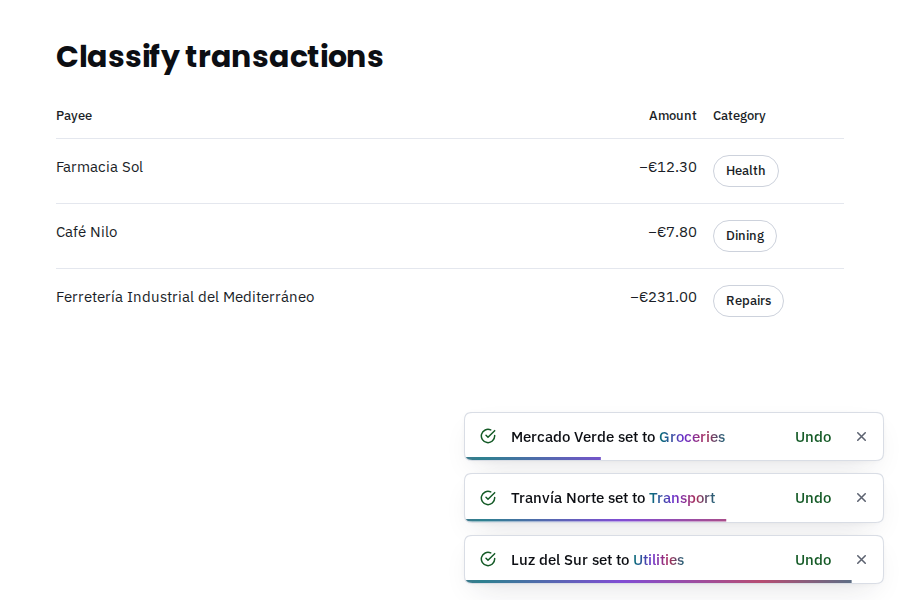 Classify transactions
Payee Amount Category
Farmacia Sol −€12.30 Health
Café Nilo −€7.80 Dining
Ferretería Industrial del Mediterráneo −€231.00 Repairs
Mercado Verde set to Groceries Undo
Tranvía Norte set to Transport Undo
Luz del Sur set to Utilities Undo